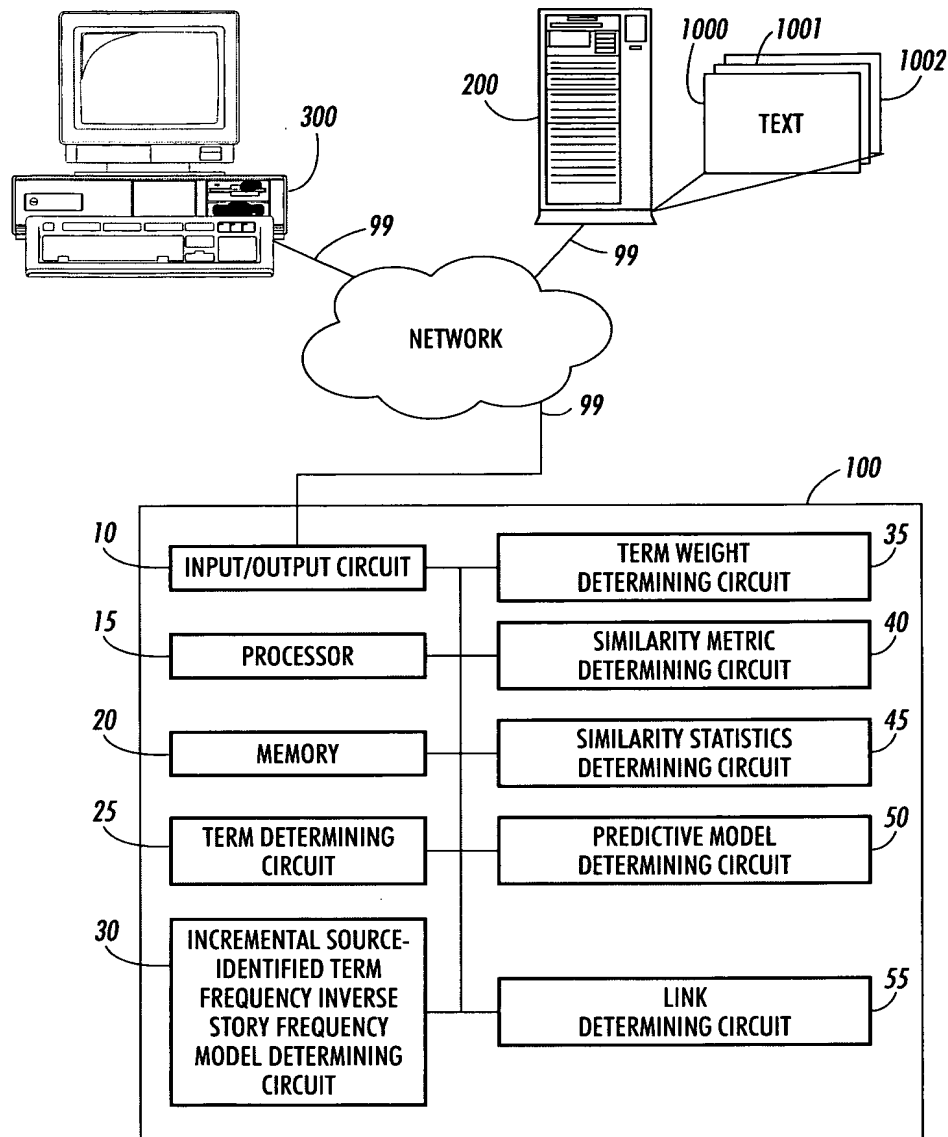 300
200
1000
1001
1002
TEXT
99
99
NETWORK
99
100
10
INPUT/OUTPUT CIRCUIT
35
TERM WEIGHT
DETERMINING CIRCUIT
15
PROCESSOR
40
SIMILARITY METRIC
DETERMINING CIRCUIT
20
MEMORY
45
SIMILARITY STATISTICS
DETERMINING CIRCUIT
25
TERM DETERMINING
CIRCUIT
50
PREDICTIVE MODEL
DETERMINING CIRCUIT
30
INCREMENTAL SOURCE-
IDENTIFIED TERM
FREQUENCY INVERSE
STORY FREQUENCY
MODEL DETERMINING
CIRCUIT
55
LINK
DETERMINING CIRCUIT